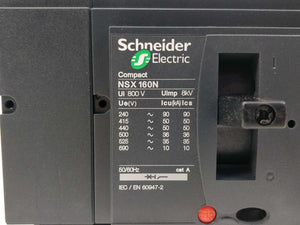 Schneider
Electric
Compact
NSX 160N
Ui 800 V Uimp 8kV
Ue(V) Icu(kA) Ics
240 ~ 90 90
415 ~ 50 50
440 ~ 50 50
500 ~ 36 36
525 ~ 35 35
690 ~ 10 10
50/60Hz cat A
IEC / EN 60947-2